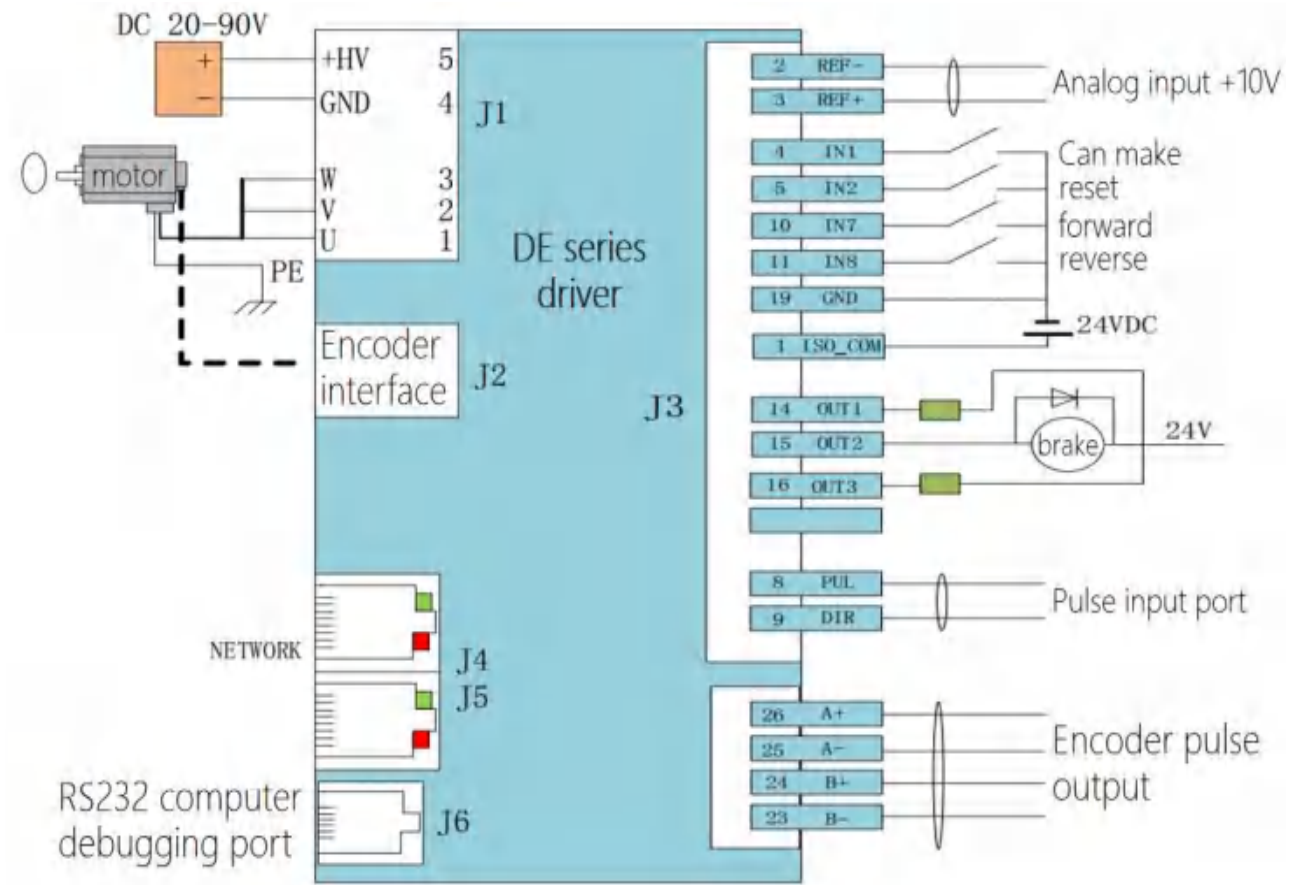 DC 20-90V
+
−
+HV 5
GND 4
J1
motor
W 3
V 2
U 1
PE
DE series
driver
Encoder
interface
J2
J3
2 REF-
3 REF+
Analog input +10V
4 IN1
5 IN2
10 IN7
11 IN8
19 GND
1 ISO_COM
Can make
reset
forward
reverse
24VDC
14 OUT1
15 OUT2
16 OUT3
brake
24V
8 PUL
9 DIR
Pulse input port
NETWORK
J4
J5
26 A+
25 A-
24 B+
23 B-
Encoder pulse
output
RS232 computer
debugging port
J6